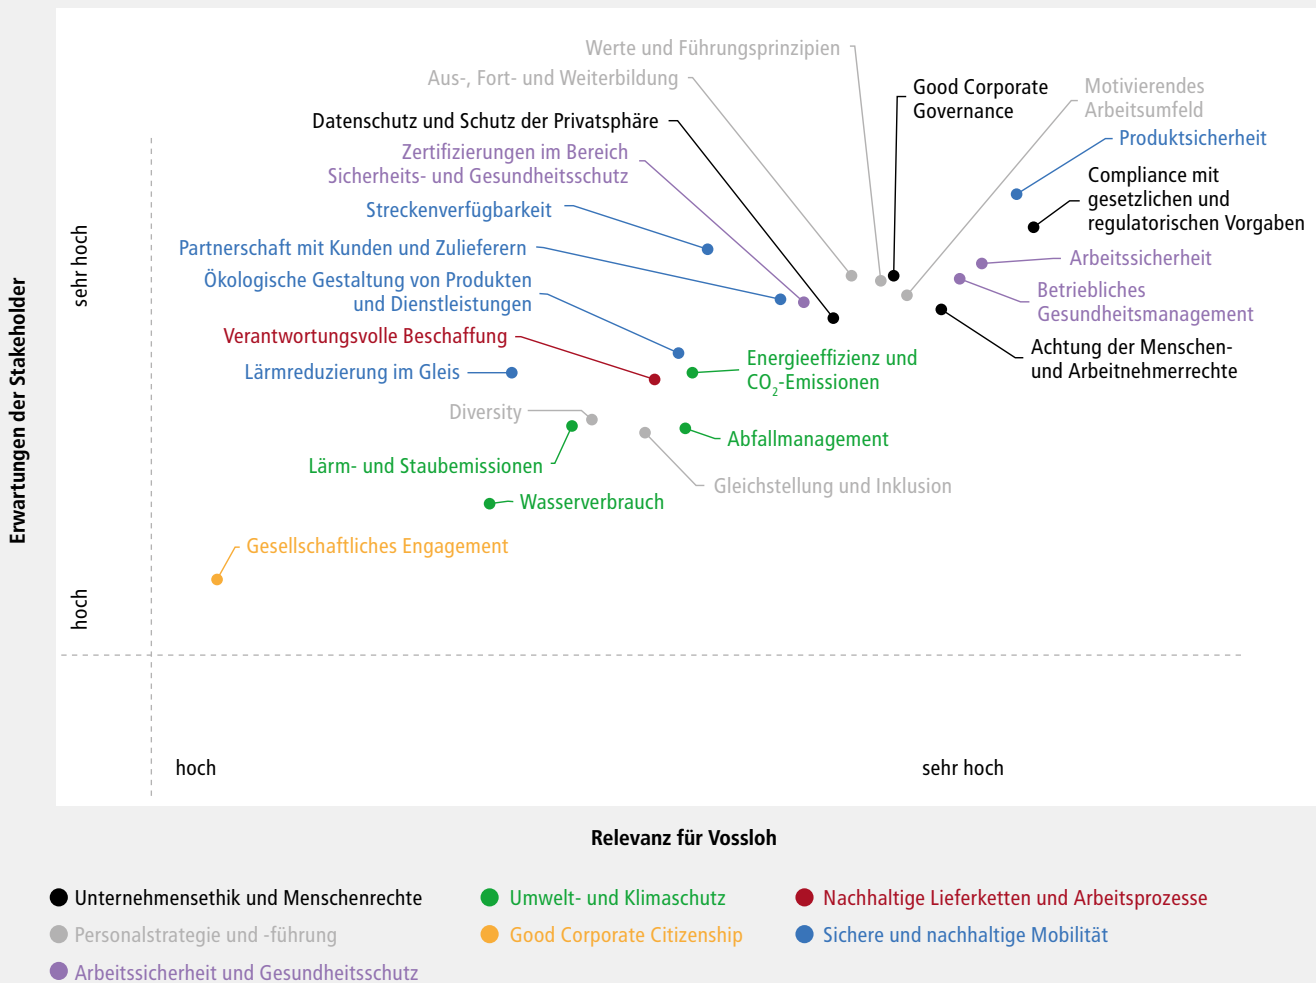 Werte und Führungsprinzipien
Aus-, Fort- und Weiterbildung
Good Corporate
Governance
Motivierendes
Arbeitsumfeld
Datenschutz und Schutz der Privatsphäre
Produktsicherheit
Zertifizierungen im Bereich
Sicherheits- und Gesundheitsschutz
Compliance mit
gesetzlichen und
regulatorischen Vorgaben
Streckenverfügbarkeit
Partnerschaft mit Kunden und Zulieferern
Arbeitssicherheit
Ökologische Gestaltung von Produkten
und Dienstleistungen
Betriebliches
Gesundheitsmanagement
Verantwortungsvolle Beschaffung
Achtung der Menschen-
und Arbeitnehmerrechte
Energieeffizienz und
CO2-Emissionen
Lärmreduzierung im Gleis
Diversity
Abfallmanagement
Lärm- und Staubemissionen
Gleichstellung und Inklusion
Wasserverbrauch
Gesellschaftliches Engagement
Erwartungen der Stakeholder
sehr hoch
hoch
hoch
sehr hoch
Relevanz für Vossloh
Unternehmensethik und Menschenrechte
Umwelt- und Klimaschutz
Nachhaltige Lieferketten und Arbeitsprozesse
Personalstrategie und -führung
Good Corporate Citizenship
Sichere und nachhaltige Mobilität
Arbeitssicherheit und Gesundheitsschutz